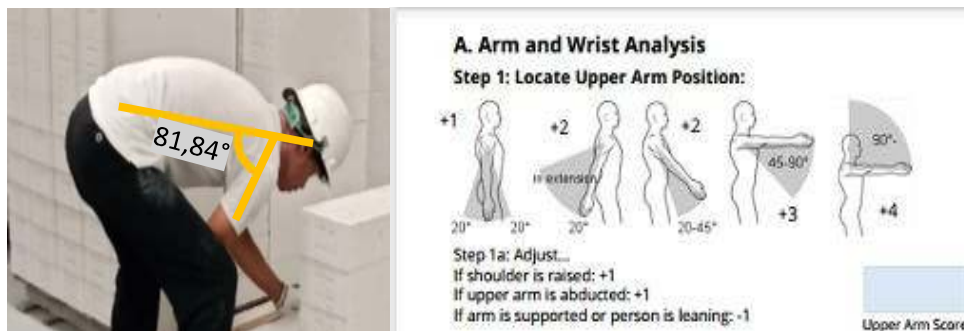 81,84°
A. Arm and Wrist Analysis
Step 1: Locate Upper Arm Position:
+1
+2
+2
90°-
in extension
45-90°
+3
+4
20°
20°
20°
20-45°
Step 1a: Adjust...
If shoulder is raised: +1
If upper arm is abducted: +1
If arm is supported or person is leaning: -1
Upper Arm Score